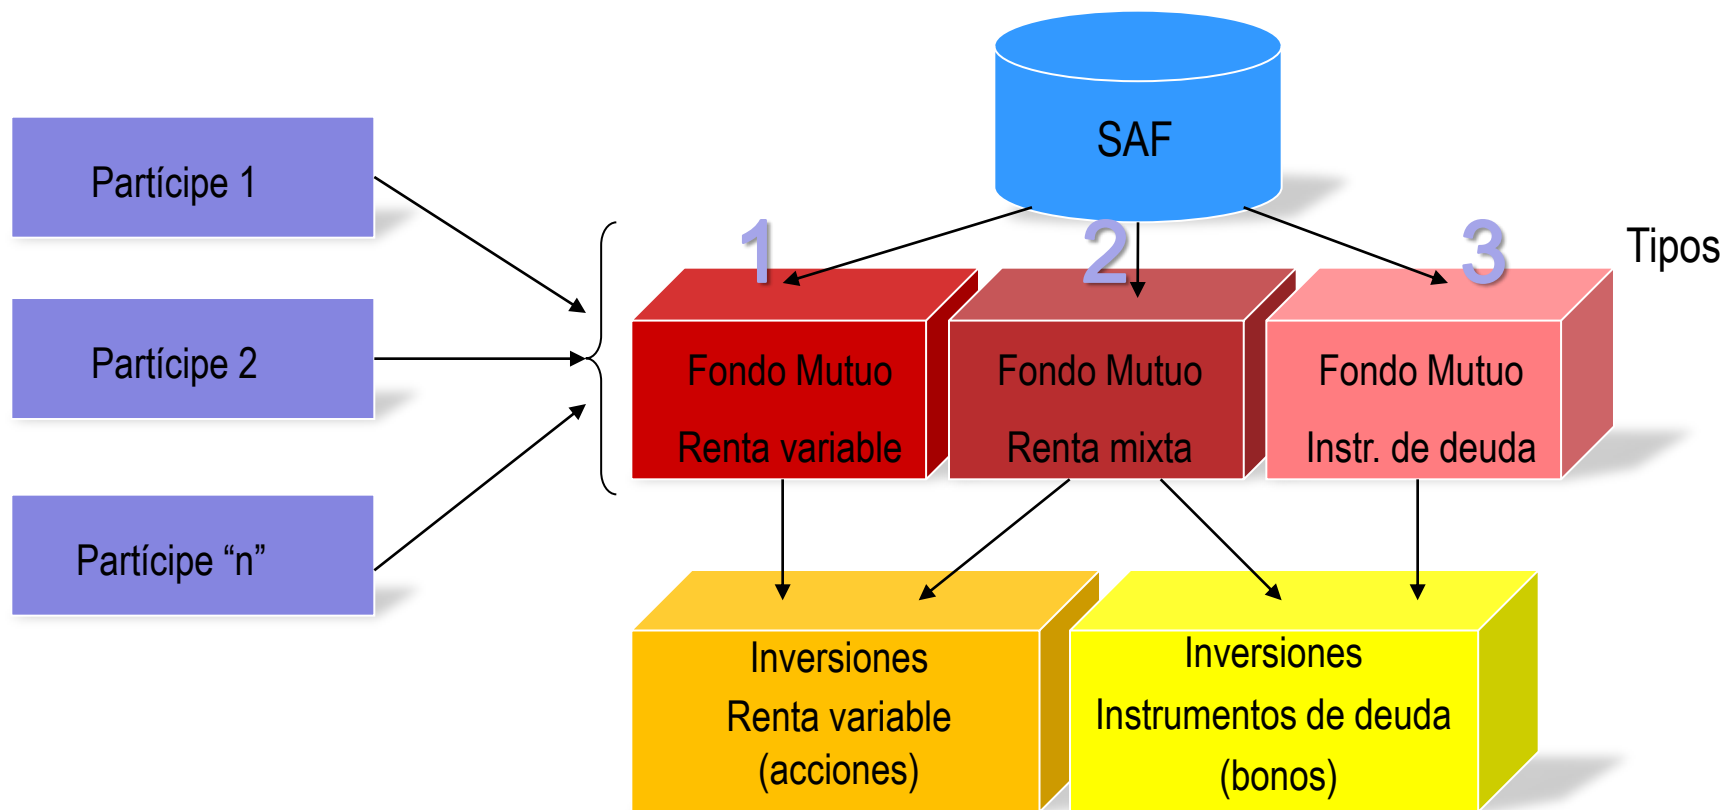 SAF
Partícipe 1
Partícipe 2
Partícipe “n”
1
2
3
Tipos
Fondo Mutuo
Renta variable
Fondo Mutuo
Renta mixta
Fondo Mutuo
Instr. de deuda
Inversiones
Renta variable
(acciones)
Inversiones
Instrumentos de deuda
(bonos)